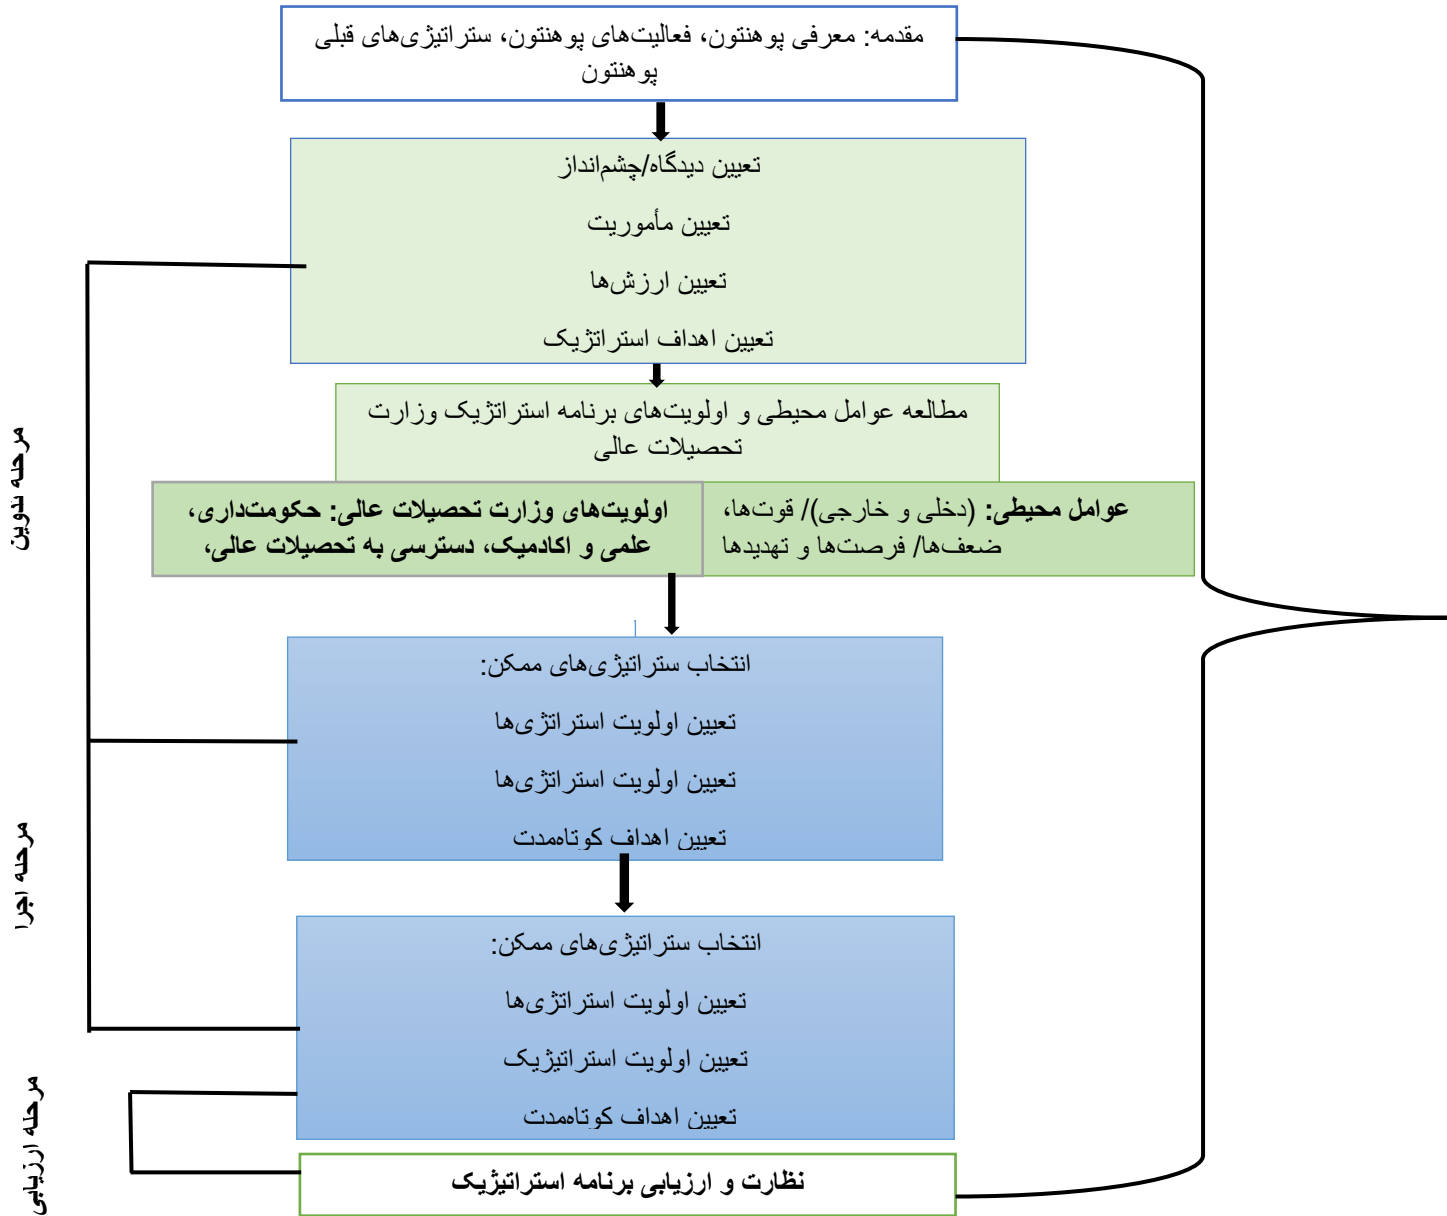 مقدمه: معرفی پوهنتون، فعالیت‌های پوهنتون، ستراتیژی‌های قبلی
پوهنتون
تعیین دیدگاه/چشم‌انداز
تعیین مأموریت
تعیین ارزش‌ها
تعیین اهداف استراتژیک
مطالعه عوامل محیطی و اولویت‌های برنامه استراتژیک وزارت
تحصیلات عالی
عوامل محیطی: (دخلی و خارجی)/ قوت‌ها،
ضعف‌ها/ فرصت‌ها و تهدیدها
اولویت‌های وزارت تحصیلات عالی: حکومت‌داری،
علمی و اکادمیک، دسترسی به تحصیلات عالی،
انتخاب ستراتیژی‌های ممکن:
تعیین اولویت استراتژی‌ها
تعیین اولویت استراتژی‌ها
تعیین اهداف کوتاه‌مدت
انتخاب ستراتیژی‌های ممکن:
تعیین اولویت استراتژی‌ها
تعیین اولویت استراتیژیک
تعیین اهداف کوتاه‌مدت
نظارت و ارزیابی برنامه استراتیژیک
مرحله تدوین
مرحله اجرا
مرحله ارزیابی